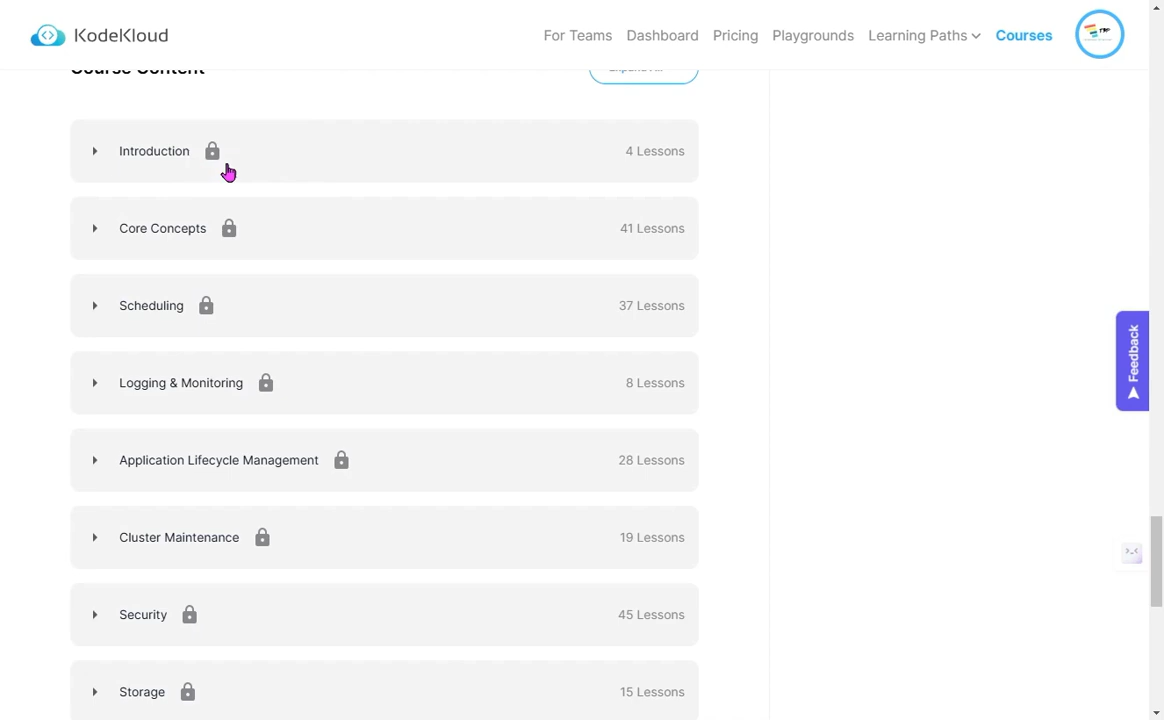 KodeKloud
For Teams
Dashboard
Pricing
Playgrounds
Learning Paths
Courses
Course Content
Expand All
Introduction
4 Lessons
Core Concepts
41 Lessons
Scheduling
37 Lessons
Logging & Monitoring
8 Lessons
Application Lifecycle Management
28 Lessons
Cluster Maintenance
19 Lessons
Security
45 Lessons
Storage
15 Lessons
Feedback